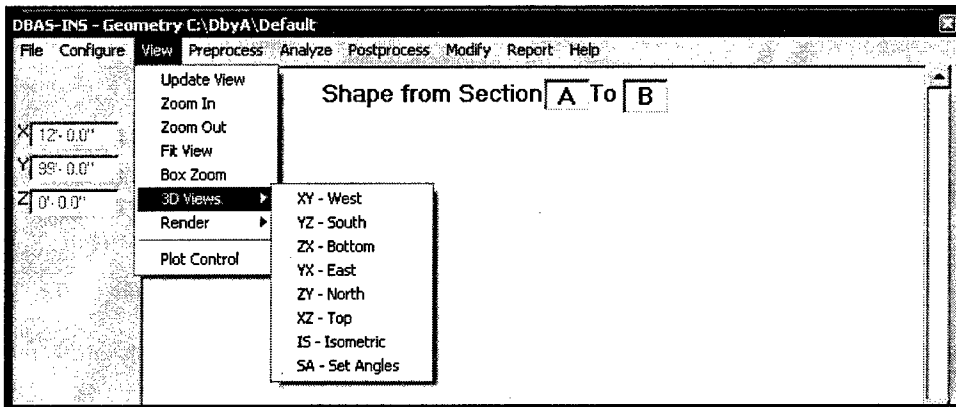 DBAS-INS - Geometry C:\DbyA\Default
File Configure View Preprocess Analyze Postprocess Modify Report Help
Shape from Section A To B
X 12'- 0.0"
Y 99'- 0.0"
Z 0'- 0.0"
Update View
Zoom In
Zoom Out
Fit View
Box Zoom
3D Views
Render
Plot Control
XY - West
YZ - South
ZX - Bottom
YX - East
ZY - North
XZ - Top
IS - Isometric
SA - Set Angles